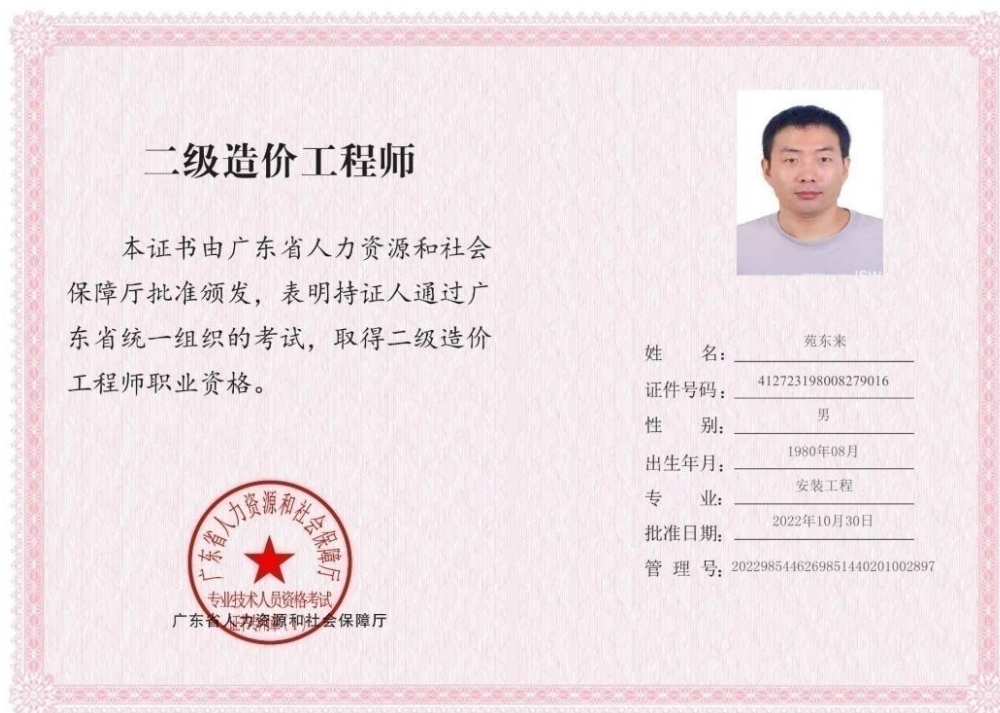 二级造价工程师
本证书由广东省人力资源和社会
保障厅批准颁发，表明持证人通过广
东省统一组织的考试，取得二级造价
工程师职业资格。
广东省人力资源和社会保障厅
专业技术人员资格考试
广东省人力资源和社会保障厅
姓 名：苑东来
证件号码：412723198008279016
性 别：男
出生年月：1980年08月
专 业：安装工程
批准日期：2022年10月30日
管 理 号：20229854462698514402010​02897